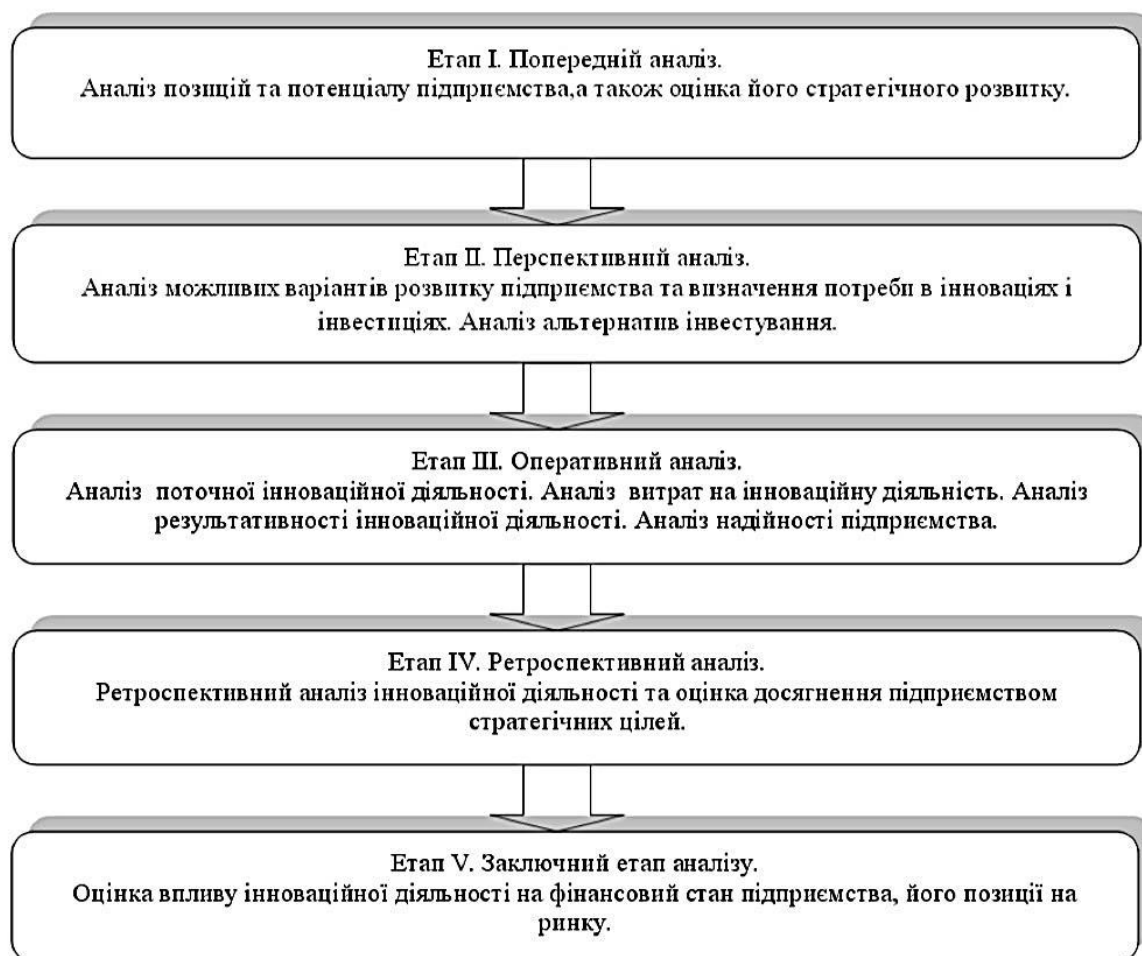 Етап I. Попередній аналіз.
Аналіз позицій та потенціалу підприємства,а також оцінка його стратегічного розвитку.
Етап II. Перспективний аналіз.
Аналіз можливих варіантів розвитку підприємства та визначення потреби в інноваціях і
інвестиціях. Аналіз альтернатив інвестування.
Етап III. Оперативний аналіз.
Аналіз поточної інноваційної діяльності. Аналіз витрат на інноваційну діяльність. Аналіз
результативності інноваційної діяльності. Аналіз надійності підприємства.
Етап IV. Ретроспективний аналіз.
Ретроспективний аналіз інноваційної діяльності та оцінка досягнення підприємством
стратегічних цілей.
Етап V. Заключний етап аналізу.
Оцінка впливу інноваційної діяльності на фінансовий стан підприємства, його позиції на
ринку.